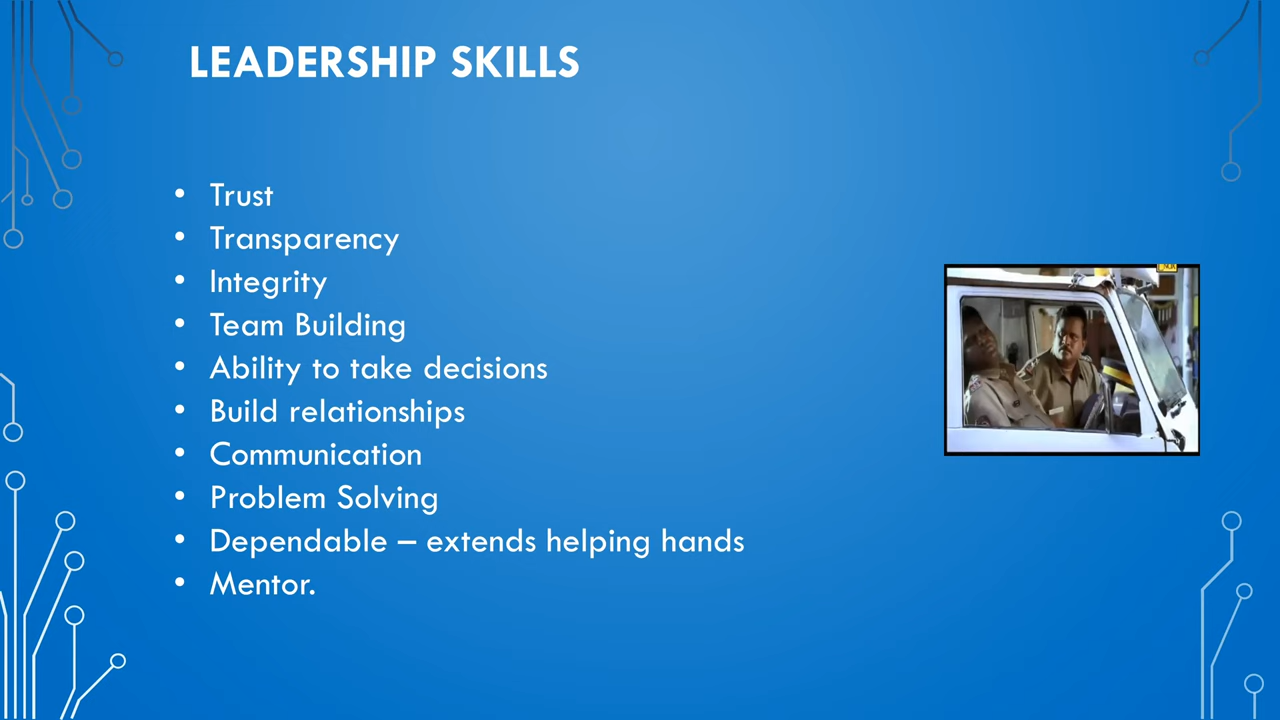 LEADERSHIP SKILLS
• Trust
• Transparency
• Integrity
• Team Building
• Ability to take decisions
• Build relationships
• Communication
• Problem Solving
• Dependable – extends helping hands
• Mentor.